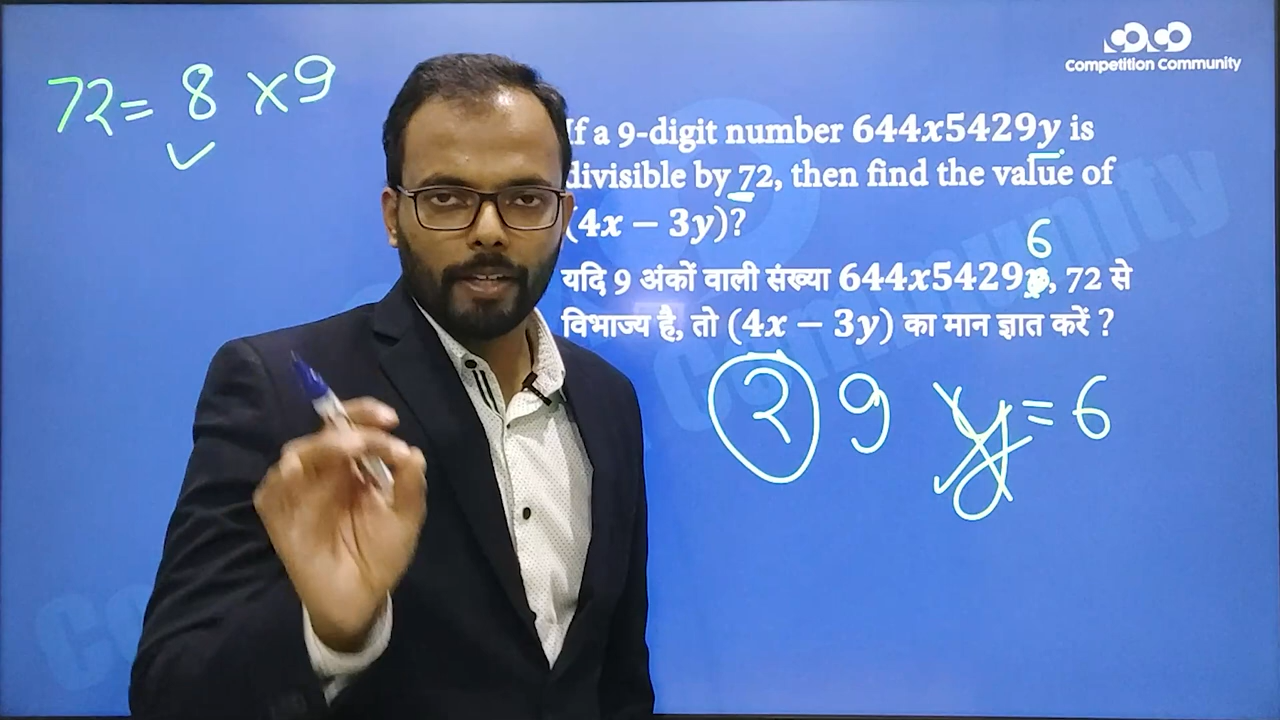 72 = 8 × 9
✓
Competition Community
If a 9-digit number 644x5429y is
divisible by 72, then find the value of
(4x − 3y)?
6
यदि 9 अंकों वाली संख्या 644x5429y, 72 से
विभाज्य है, तो (4x − 3y) का मान ज्ञात करें ?
2 9 y = 6